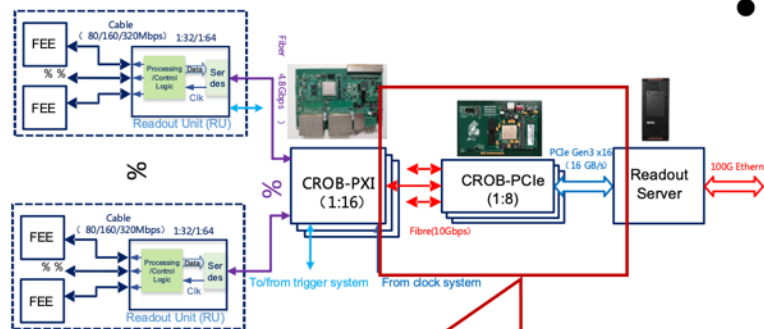 Cable
( 80/160/320Mbps) 1:32/1:64
FEE
% %
FEE
Processing
/Control
Logic
Data
Ser
des
Clk
Readout Unit (RU)
Fiber 4.8Gbps )
%
%
CROB-PXI
(1:16)
CROB-PCIe
(1:8)
PCIe Gen3 x16
(16 GB/s)
Readout
Server
100G Ethern
Fibre(10Gbps)
To/from trigger system
From clock system
Cable
( 80/160/320Mbps) 1:32/1:64
FEE
% %
FEE
Processing
/Control
Logic
Data
Ser
des
Clk
Readout Unit (RU)